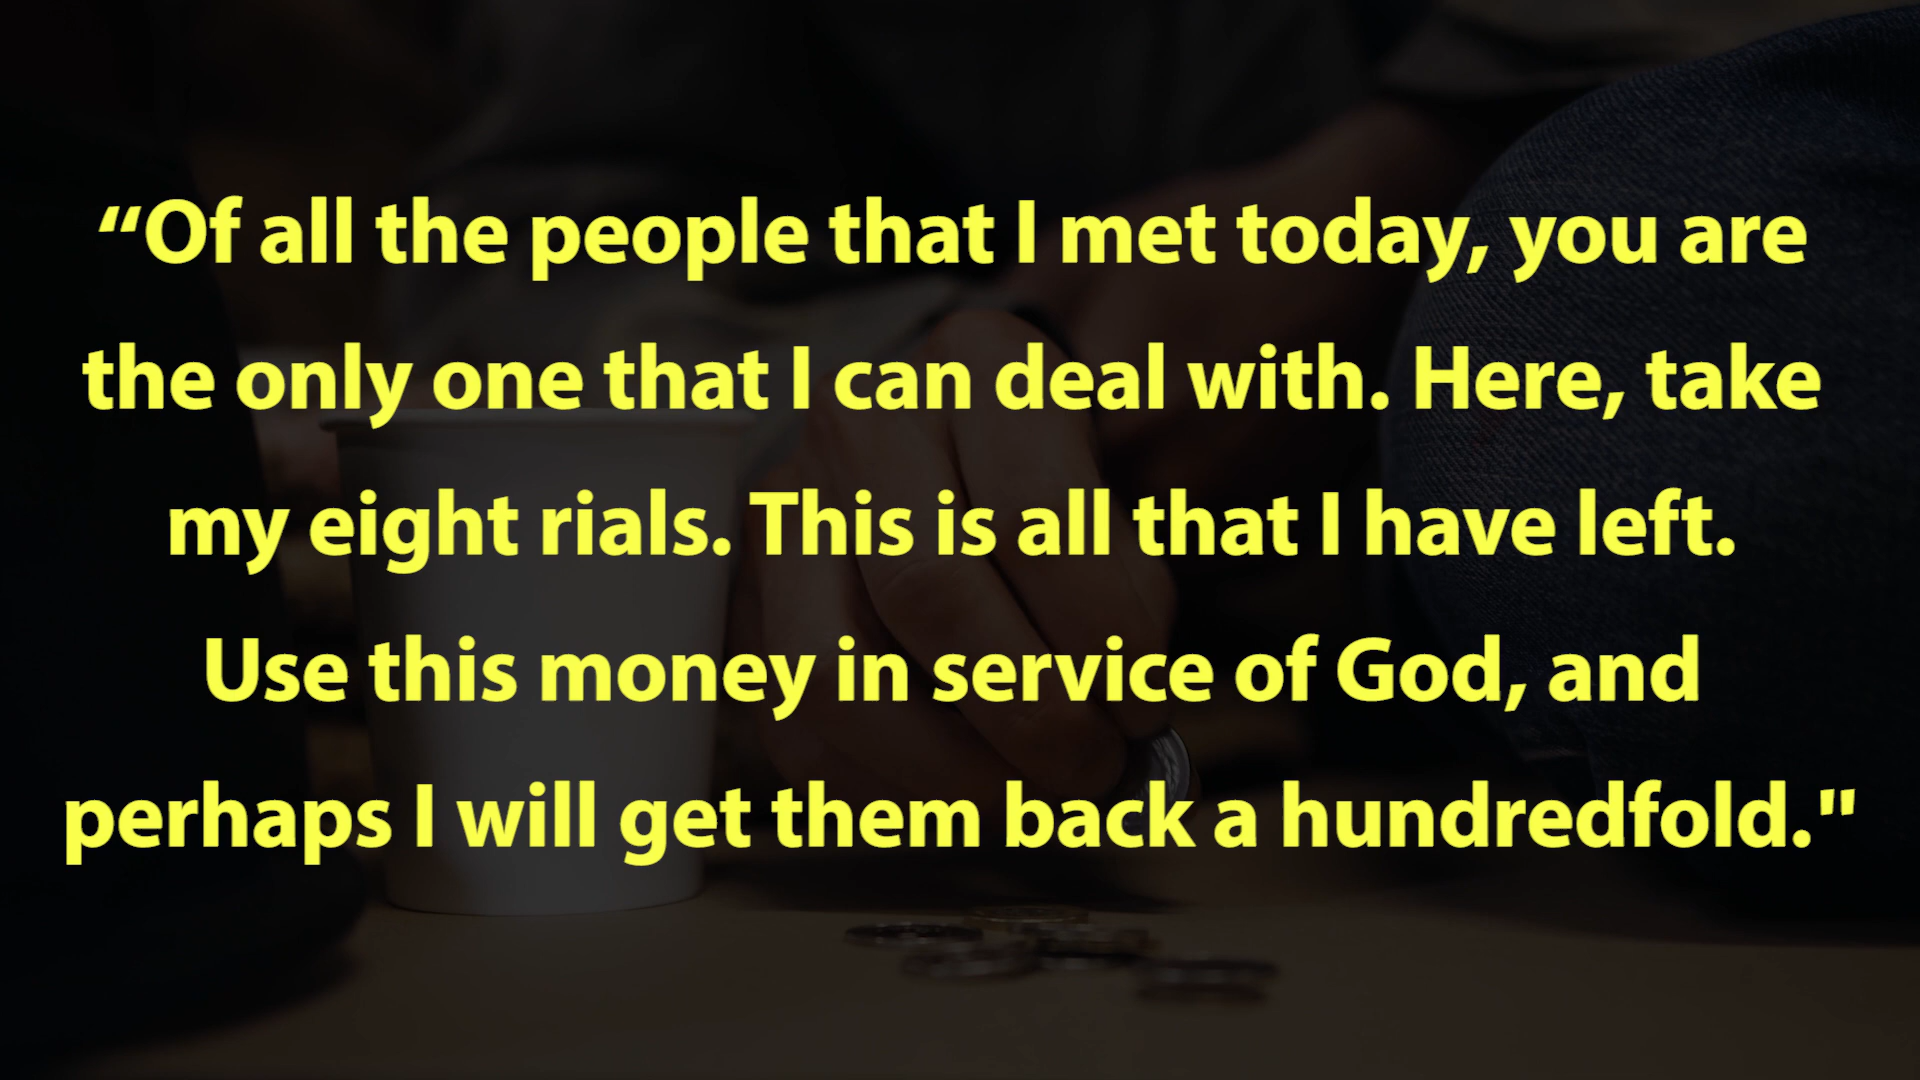 “Of all the people that I met today, you are
the only one that I can deal with. Here, take
my eight rials. This is all that I have left.
Use this money in service of God, and
perhaps I will get them back a hundredfold."